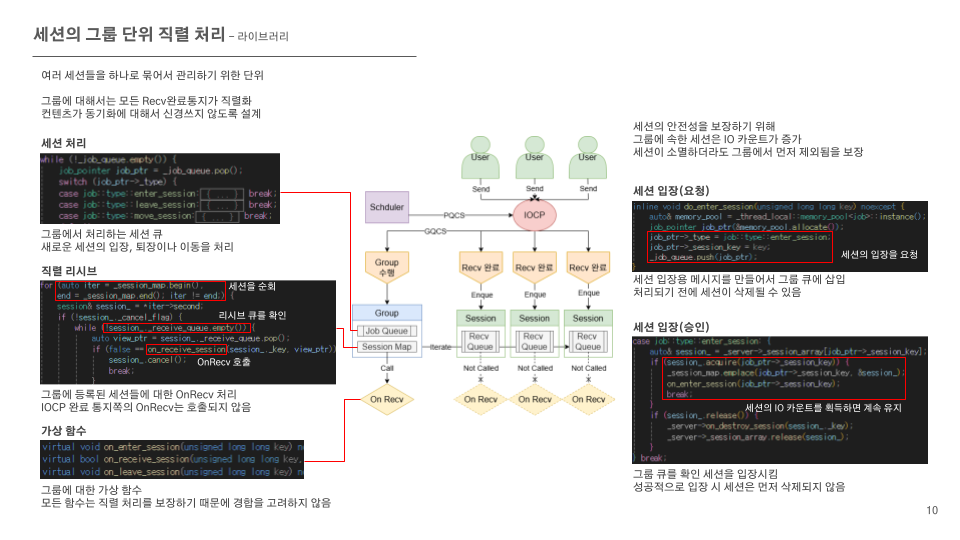 세션의 그룹 단위 직렬 처리 – 라이브러리
여러 세션들을 하나로 묶어서 관리하기 위한 단위
그룹에 대해서는 모든 Recv완료통지가 직렬화
컨텐츠가 동기화에 대해서 신경쓰지 않도록 설계
세션 처리
while (!_job_queue.empty()) {
job_pointer job_ptr = _job_queue.pop();
switch (job_ptr->_type) {
case job::type::enter_session: { ... } break;
case job::type::leave_session: { ... } break;
case job::type::move_session: { ... } break;
그룹에서 처리하는 세션 큐
새로운 세션의 입장, 퇴장이나 이동을 처리
직렬 리시브
for (auto iter = _session_map.begin(), 세션을 순회
end = _session_map.end(); iter != end;) {
session& session_ = *iter->second;
if (!session_._cancel_flag) { 리시브 큐를 확인
while (!session_._receive_queue.empty()) {
auto view_ptr = session_._receive_queue.pop();
if (false == on_receive_session(session_._key, view_ptr))
session_.cancel(); OnRecv 호출
break;
}
그룹에 등록된 세션들에 대한 OnRecv 처리
IOCP 완료 통지쪽의 OnRecv는 호출되지 않음
가상 함수
virtual void on_enter_session(unsigned long long key)
virtual bool on_receive_session(unsigned long long key,
virtual void on_leave_session(unsigned long long key)
그룹에 대한 가상 함수
모든 함수는 직렬 처리를 보장하기 때문에 경합을 고려하지 않음
User User User
Send Send Send
Schduler
PQCS
IOCP
GQCS
Group
수행
Recv 완료 Recv 완료 Recv 완료
Enque Enque Enque
Group
Job Queue
Session Map
Iterate
Session Session Session
Recv
Queue
Recv
Queue
Recv
Queue
Call
Not Called Not Called Not Called
On Recv On Recv On Recv On Recv
세션의 안전성을 보장하기 위해
그룹에 속한 세션은 IO 카운트가 증가
세션이 소멸하더라도 그룹에서 먼저 제외됨을 보장
세션 입장(요청)
inline void do_enter_session(unsigned long long key) noexcept {
auto& memory_pool = _thread_local::memory_pool<job>::instance();
job_pointer job_ptr(&memory_pool.allocate());
job_ptr->_type = job::type::enter_session;
job_ptr->_session_key = key;
_job_queue.push(job_ptr);
}
세션의 입장을 요청
세션 입장용 메시지를 만들어서 그룹 큐에 삽입
처리되기 전에 세션이 삭제될 수 있음
세션 입장(승인)
case job::type::enter_session: {
auto& session_ = _server->_session_array[job_ptr->_session_key];
if (session_.acquire(job_ptr->_session_key)) {
_session_map.emplace(job_ptr->_session_key, &session_);
on_enter_session(job_ptr->_session_key);
break;
}
세션의 IO 카운트를 획득하면 계속 유지
if (session_.release()) {
_server->on_destroy_session(session_._key);
_server->_session_array.release(session_);
}
} break;
그룹 큐를 확인 세션을 입장시킴
성공적으로 입장 시 세션은 먼저 삭제되지 않음
10